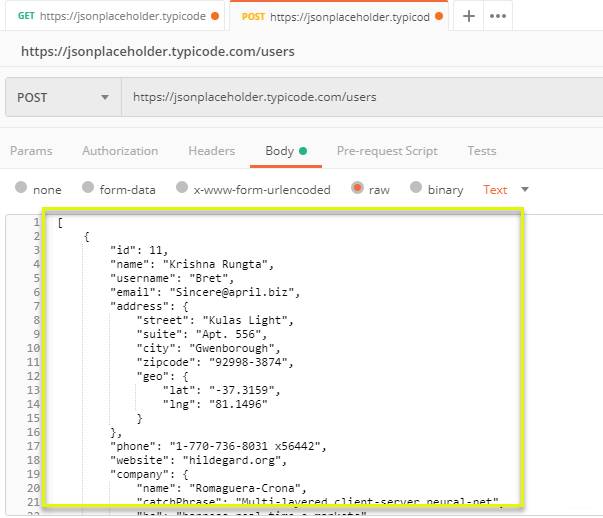 GET https://jsonplaceholder.typicode
POST https://jsonplaceholder.typicod
https://jsonplaceholder.typicode.com/users
POST https://jsonplaceholder.typicode.com/users
Params Authorization Headers Body Pre-request Script Tests
none form-data x-www-form-urlencoded raw binary Text
1 [
2 {
3 "id": 11,
4 "name": "Krishna Rungta",
5 "username": "Bret",
6 "email": "Sincere@april.biz",
7 "address": {
8 "street": "Kulas Light",
9 "suite": "Apt. 556",
10 "city": "Gwenborough",
11 "zipcode": "92998-3874",
12 "geo": {
13 "lat": "-37.3159",
14 "lng": "81.1496"
15 }
16 },
17 "phone": "1-770-736-8031 x56442",
18 "website": "hildegard.org",
19 "company": {
20 "name": "Romaguera-Crona",
21 "catchPhrase": "Multi-layered client-server neural-net",